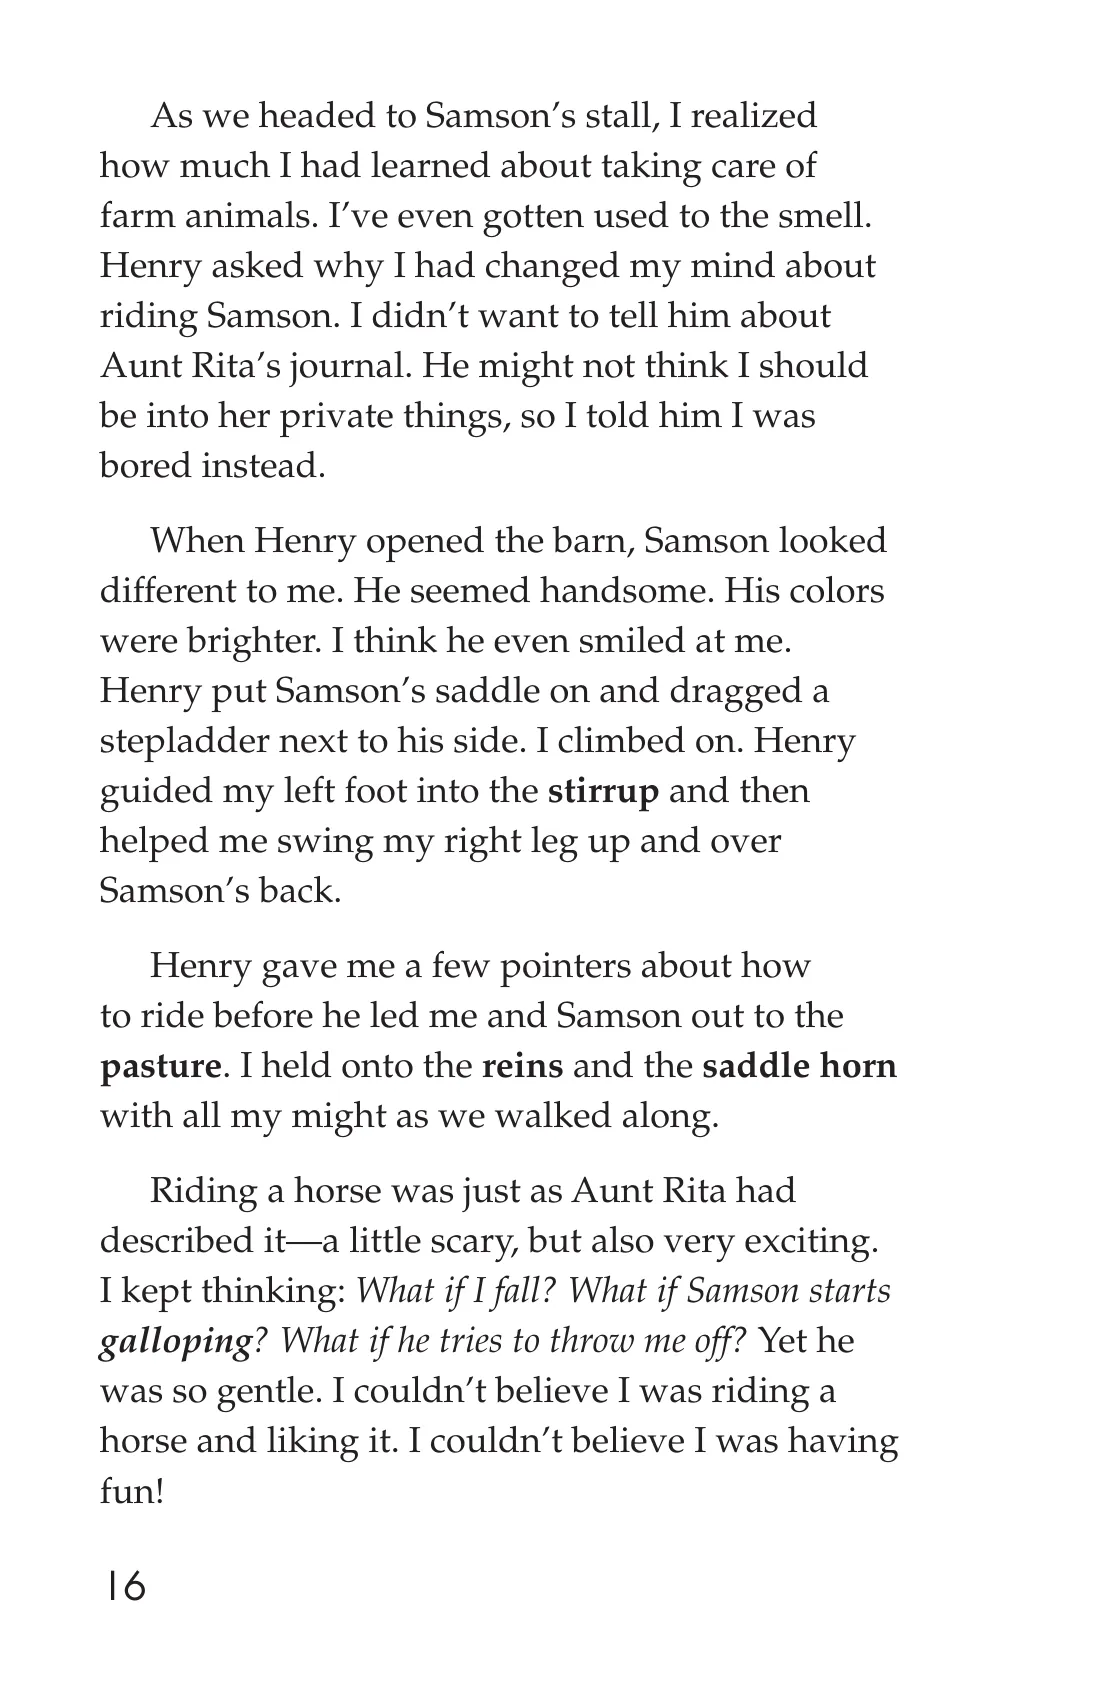 As we headed to Samson’s stall, I realized
how much I had learned about taking care of
farm animals. I’ve even gotten used to the smell.
Henry asked why I had changed my mind about
riding Samson. I didn’t want to tell him about
Aunt Rita’s journal. He might not think I should
be into her private things, so I told him I was
bored instead.
When Henry opened the barn, Samson looked
different to me. He seemed handsome. His colors
were brighter. I think he even smiled at me.
Henry put Samson’s saddle on and dragged a
stepladder next to his side. I climbed on. Henry
guided my left foot into the stirrup and then
helped me swing my right leg up and over
Samson’s back.
Henry gave me a few pointers about how
to ride before he led me and Samson out to the
pasture. I held onto the reins and the saddle horn
with all my might as we walked along.
Riding a horse was just as Aunt Rita had
described it—a little scary, but also very exciting.
I kept thinking: What if I fall? What if Samson starts
galloping? What if he tries to throw me off? Yet he
was so gentle. I couldn’t believe I was riding a
horse and liking it. I couldn’t believe I was having
fun!
16